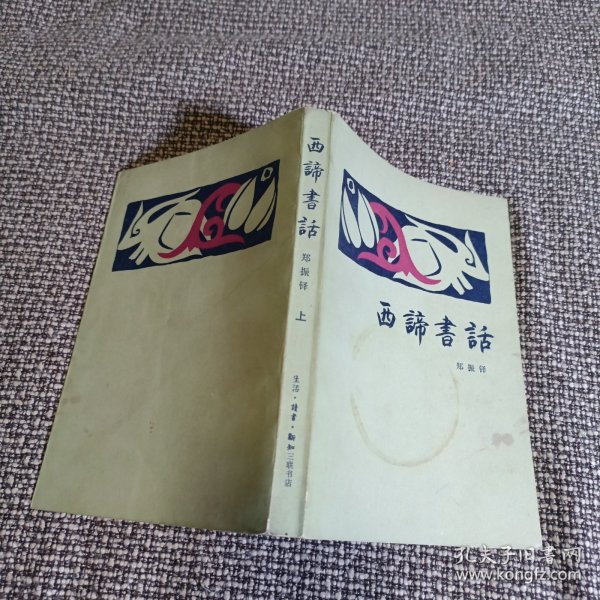 西諦書話
郑振铎
上
生活·讀書·新知三联书店
西諦書話
郑振铎
孔夫子旧书网
www.kongfz.com